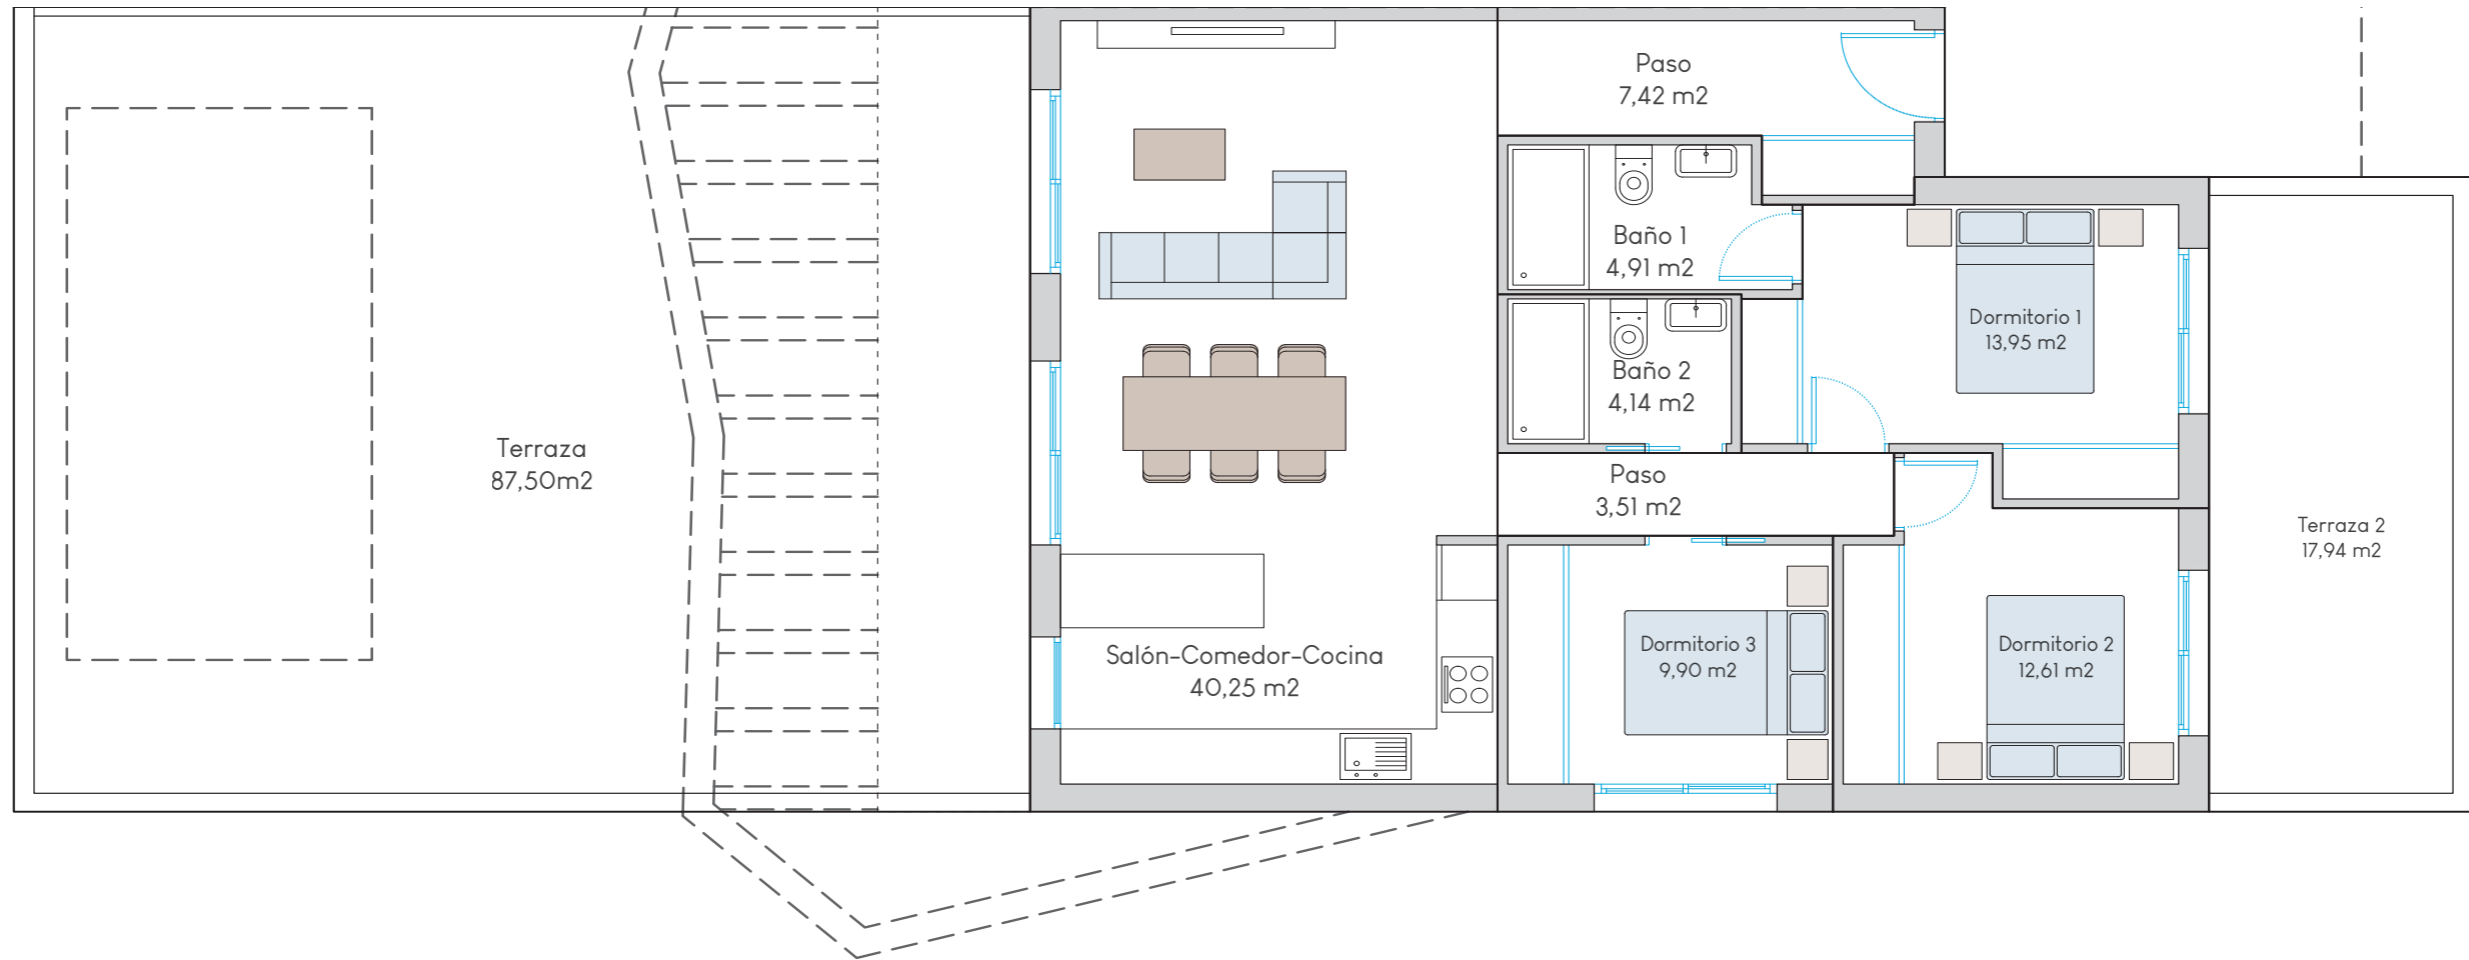 Paso
7,42 m2
Baño 1
4,91 m2
Dormitorio 1
13,95 m2
Baño 2
4,14 m2
Terraza
87,50m2
Paso
3,51 m2
Terraza 2
17,94 m2
Salón-Comedor-Cocina
40,25 m2
Dormitorio 3
9,90 m2
Dormitorio 2
12,61 m2